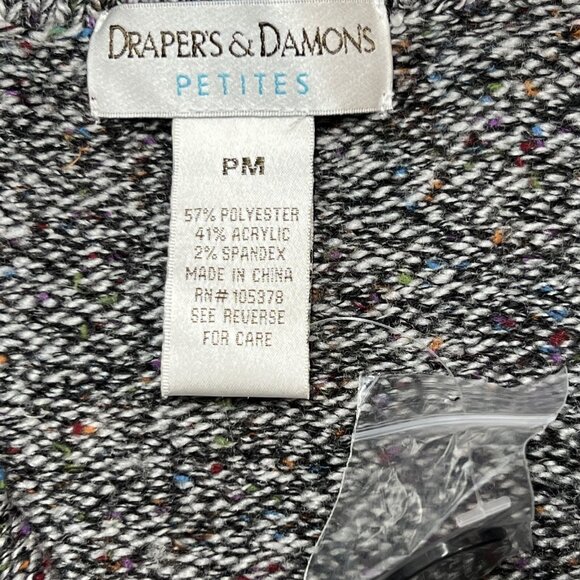 DRAPER'S & DAMON'S
PETITES
PM
57% POLYESTER
41% ACRYLIC
2% SPANDEX
MADE IN CHINA
RN# 105378
SEE REVERSE
FOR CARE